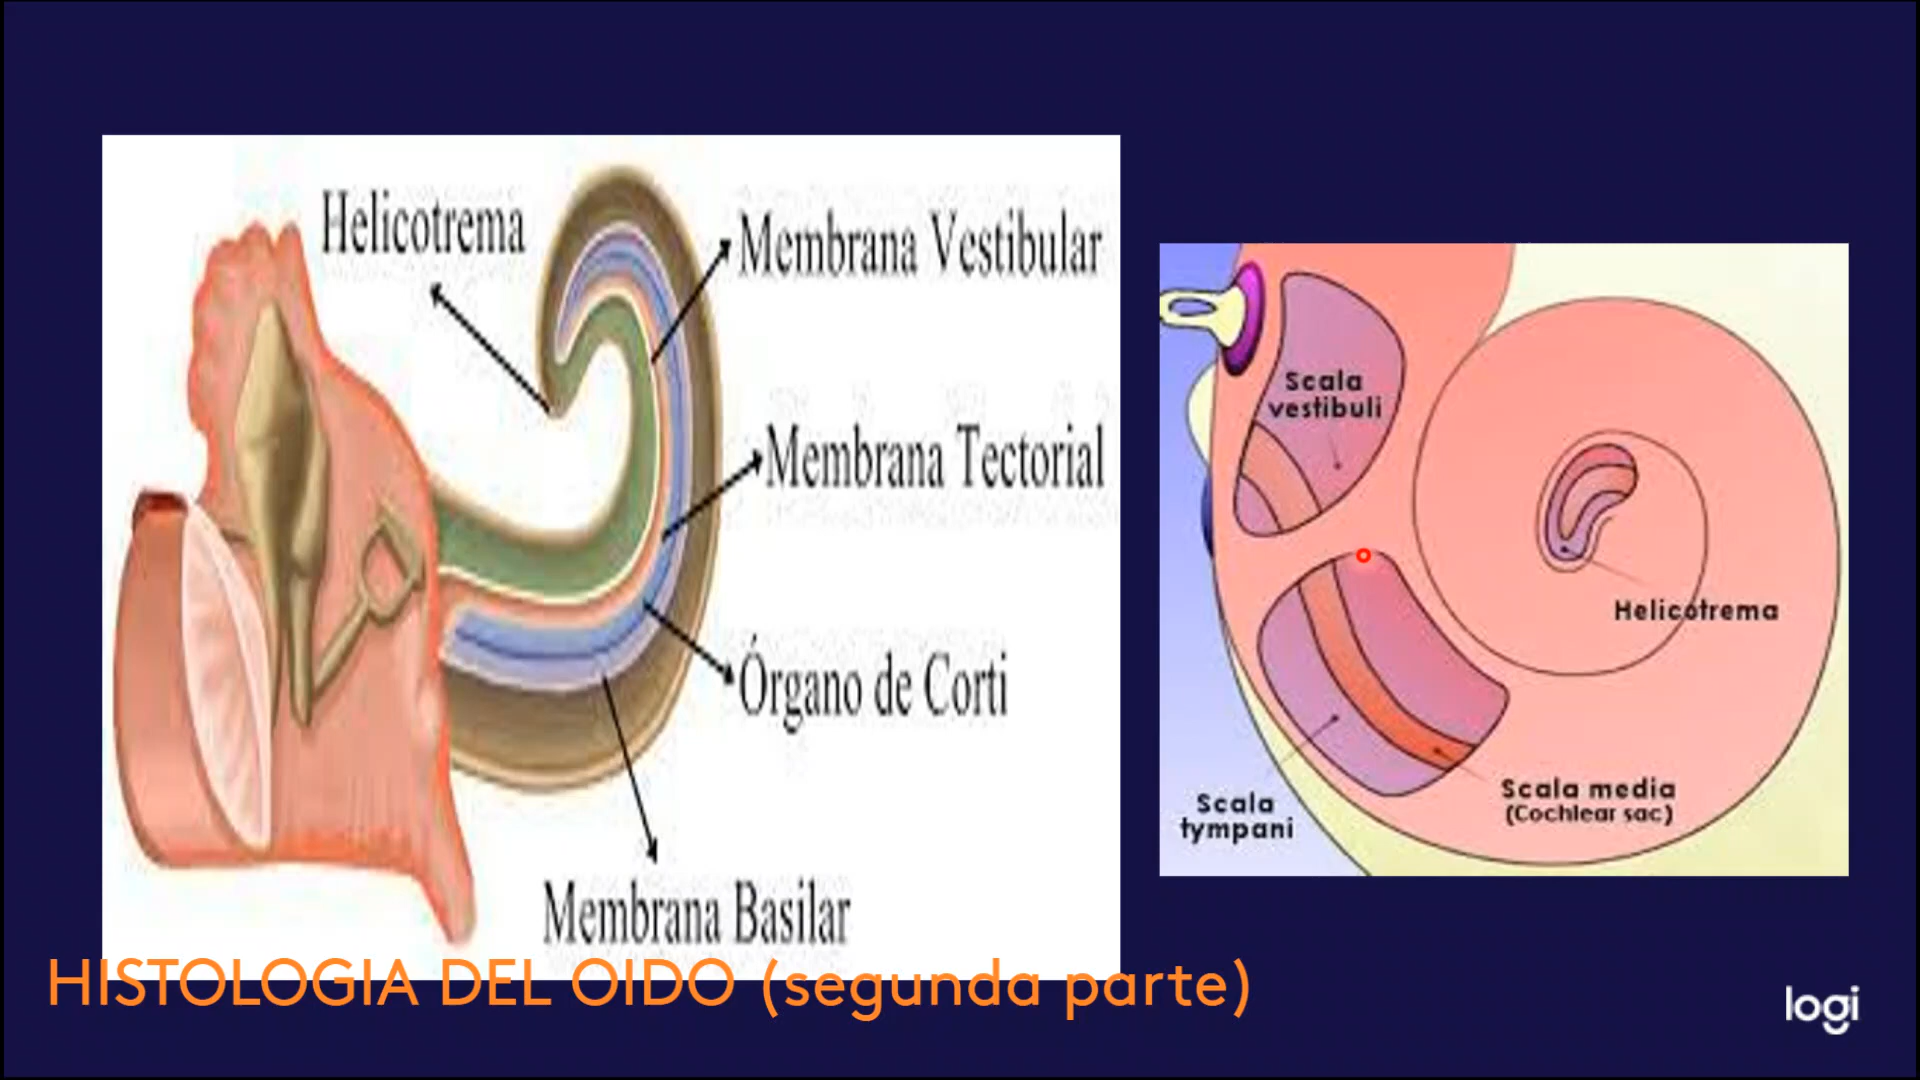 Helicotrema
Membrana Vestibular
Membrana Tectorial
Órgano de Corti
Membrana Basilar
Scala
vestibuli
Helicotrema
Scala media
(Cochlear sac)
Scala
tympani
HISTOLOGIA DEL OIDO (segunda parte)
logi